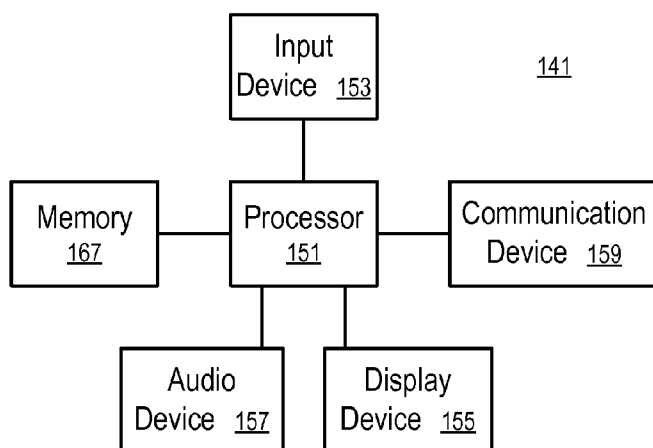 Input
Device 153
141
Memory
167
Processor
151
Communication
Device 159
Audio
Device 157
Display
Device 155